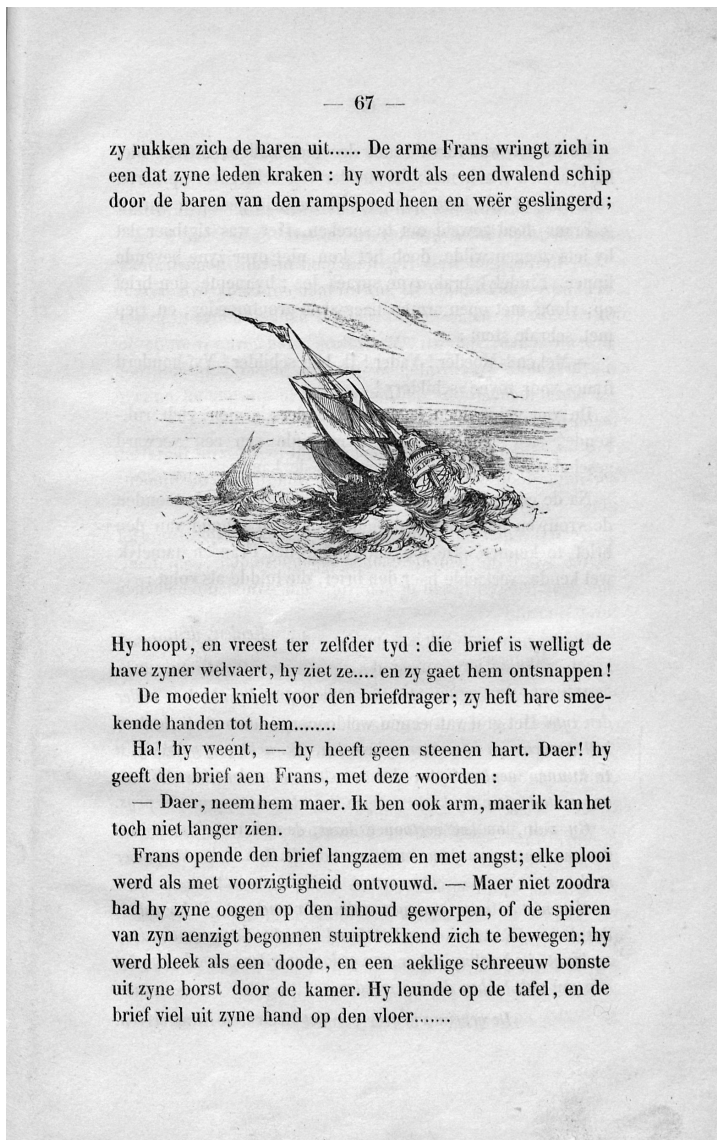 — 67 —
zy rukken zich de haren uit...... De arme Frans wringt zich in
een dat zyne leden kraken : hy wordt als een dwalend schip
door de baren van den rampspoed heen en weër geslingerd ;
Hy hoopt, en vreest ter zelfder tyd : die brief is welligt de
have zyner welvaert, hy ziet ze.... en zy gaet hem ontsnappen !
De moeder knielt voor den briefdrager ; zy heft hare smee-
kende handen tot hem........
Ha! hy weent, — hy heeft geen steenen hart. Daer! hy
geeft den brief aen Frans, met deze woorden :
— Daer, neem hem maer. Ik ben ook arm, maer ik kan het
toch niet langer zien.
Frans opende den brief langzaem en met angst; elke plooi
werd als met voorzigtigheid ontvouwd. — Maer niet zoodra
had hy zyne oogen op den inhoud geworpen, of de spieren
van zyn aenzigt begonnen stuiptrekkend zich te bewegen; hy
werd bleek als een doode, en een aeklige schreeuw bonste
uit zyne borst door de kamer. Hy leunde op de tafel, en de
brief viel uit zyne hand op den vloer.......